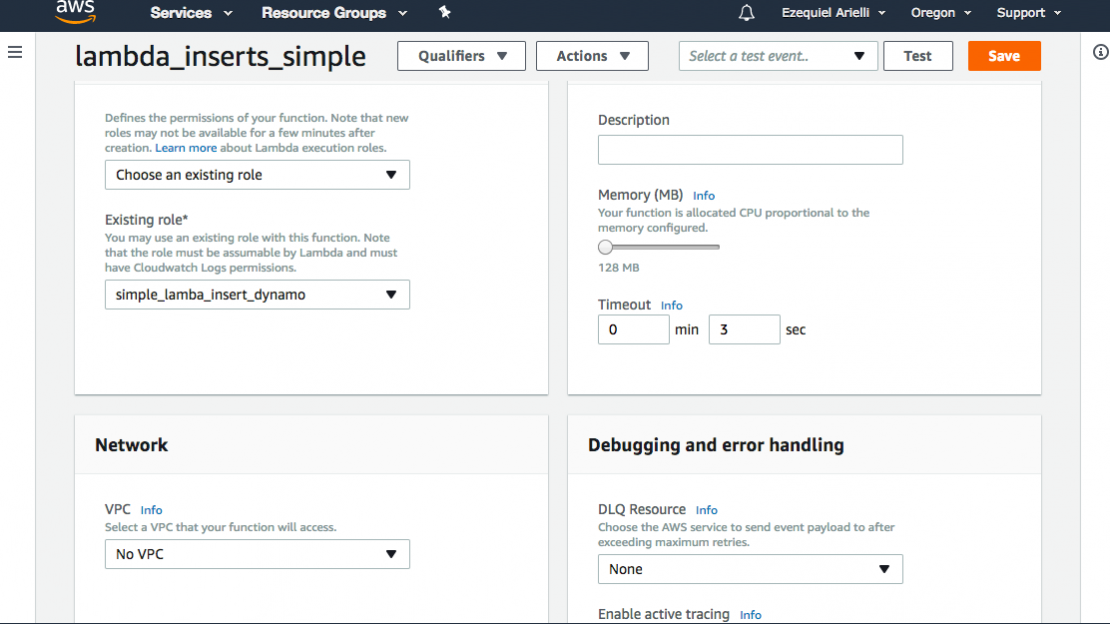 aws
Services
Resource Groups
Ezequiel Arielli
Oregon
Support
lambda_inserts_simple
Qualifiers
Actions
Select a test event..
Test
Save
Defines the permissions of your function. Note that new
roles may not be available for a few minutes after
creation. Learn more about Lambda execution roles.
Choose an existing role
Existing role*
You may use an existing role with this function. Note
that the role must be assumable by Lambda and must
have Cloudwatch Logs permissions.
simple_lamba_insert_dynamo
Description
Memory (MB) Info
Your function is allocated CPU proportional to the
memory configured.
128 MB
Timeout Info
0 min 3 sec
Network
VPC Info
Select a VPC that your function will access.
No VPC
Debugging and error handling
DLQ Resource Info
Choose the AWS service to send event payload to after
exceeding maximum retries.
None
Enable active tracing Info